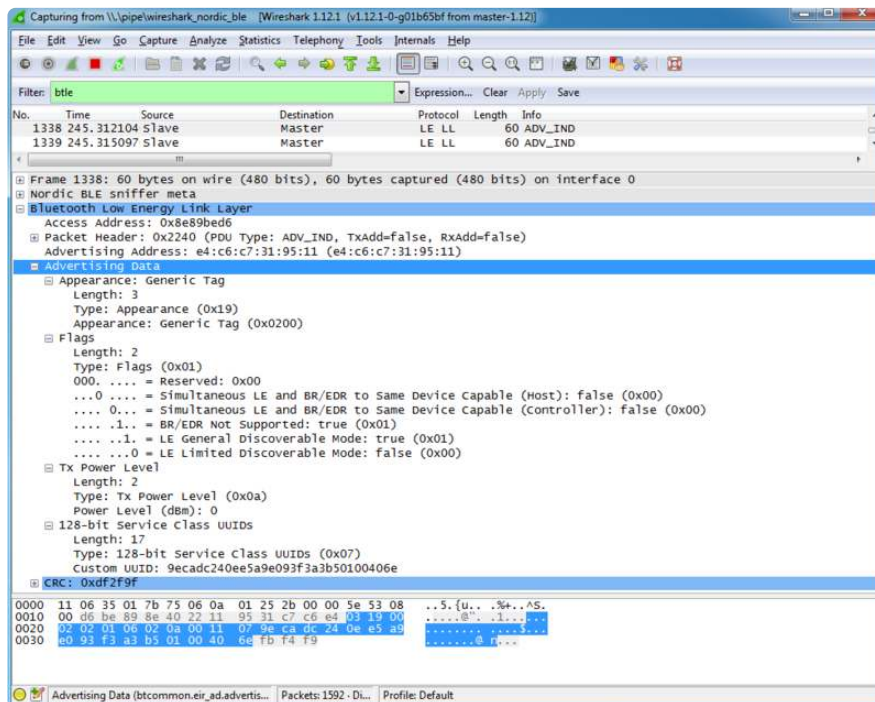 Capturing from \\.\pipe\wireshark_nordic_ble [Wireshark 1.12.1 (v1.12.1-0-g01b65bf from master-1.12)]
File Edit View Go Capture Analyze Statistics Telephony Tools Internals Help
Filter: btle Expression... Clear Apply Save
No. Time Source Destination Protocol Length Info
1338 245.312104 Slave Master LE LL 60 ADV_IND
1339 245.315097 Slave Master LE LL 60 ADV_IND
Frame 1338: 60 bytes on wire (480 bits), 60 bytes captured (480 bits) on interface 0
Nordic BLE sniffer meta
Bluetooth Low Energy Link Layer
Access Address: 0x8e89bed6
Packet Header: 0x2240 (PDU Type: ADV_IND, TxAdd=false, RxAdd=false)
Advertising Address: e4:c6:c7:31:95:11 (e4:c6:c7:31:95:11)
Advertising Data
Appearance: Generic Tag
Length: 3
Type: Appearance (0x19)
Appearance: Generic Tag (0x0200)
Flags
Length: 2
Type: Flags (0x01)
000. .... = Reserved: 0x00
...0 .... = Simultaneous LE and BR/EDR to Same Device Capable (Host): false (0x00)
.... 0... = Simultaneous LE and BR/EDR to Same Device Capable (Controller): false (0x00)
.... .1.. = BR/EDR Not Supported: true (0x01)
.... ..1. = LE General Discoverable Mode: true (0x01)
.... ...0 = LE Limited Discoverable Mode: false (0x00)
Tx Power Level
Length: 2
Type: Tx Power Level (0x0a)
Power Level (dBm): 0
128-bit Service Class UUIDs
Length: 17
Type: 128-bit Service Class UUIDs (0x07)
Custom UUID: 9ecadc240ee5a9e093f3a3b50100406e
CRC: 0xdf2f9f
0000 11 06 35 01 7b 75 06 0a 01 25 2b 00 00 5e 53 08 ..5.{u.. .%+..^S.
0010 00 d6 be 89 8e 40 22 11 95 31 c7 c6 e4 03 19 00 .....@". .1......
0020 02 02 01 06 02 0a 00 11 07 9e ca dc 24 0e e5 a9 ........ ....$...
0030 e0 93 f3 a3 b5 01 00 40 6e fb f4 f9 .......@ n...
Advertising Data (btcommon.eir_ad.advertis... Packets: 1592 · Di... Profile: Default